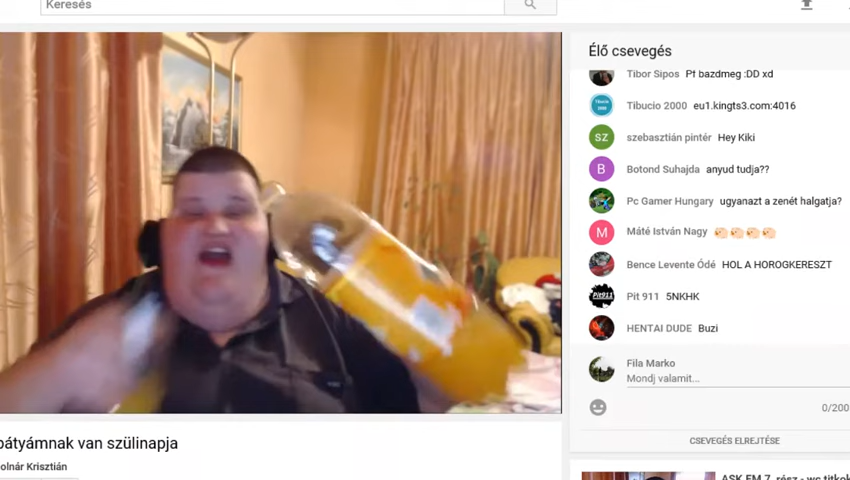 Keresés
Élő csevegés
Tibor Sipos Pf bazdmeg :DD xd
Tibucio 2000 eu1.kingts3.com:4016
SZ szebasztián pintér Hey Kiki
B Botond Suhajda anyud tudja??
Pc Gamer Hungary ugyanazt a zenét halgatja?
M Máté István Nagy 🐏🐏🐏🐏
Bence Levente Ódé HOL A HOROGKERESZT
Pit911 Pit 911 5NKHK
HENTAI DUDE Buzi
Fila Marko
Mondj valamit...
0/200
CSEVEGÉS ELREJTÉSE
bátyámnak van szülinapja
olnár Krisztián
ASK.FM 7. rész - wc titkok